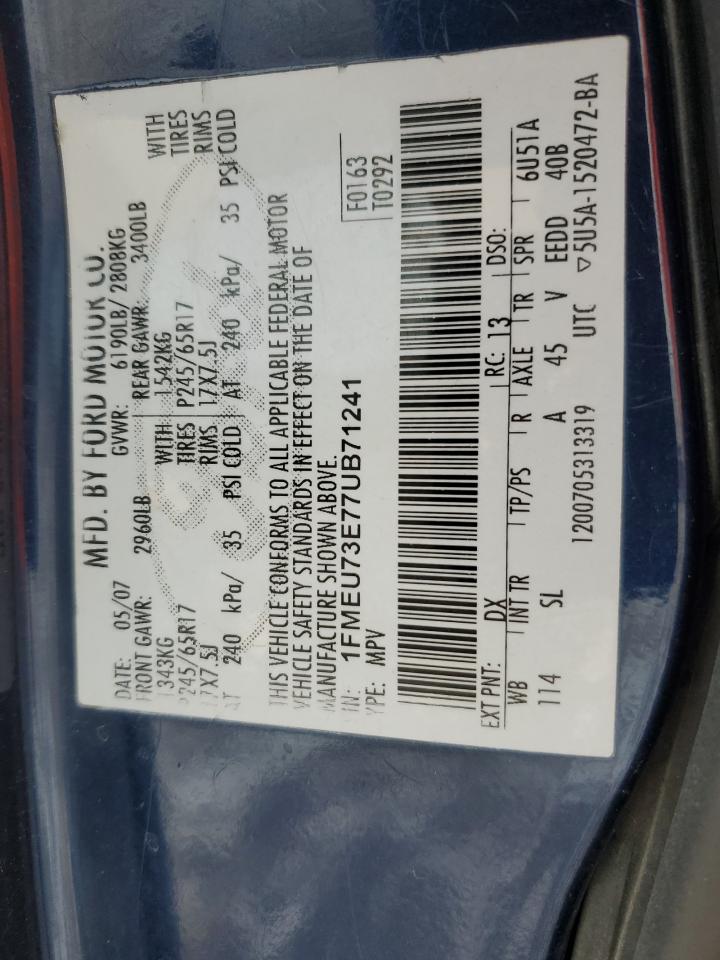 MFD. BY FORD MOTOR CO.
DATE: 05/07 GVWR: 6190LB/ 2808KG
FRONT GAWR: 2960LB REAR GAWR: 3400LB
1343KG WITH 1542KG WITH
P245/65R17 TIRES P245/65R17 TIRES
17X7.5J RIMS 17X7.5J RIMS
AT 240 kPa/ 35 PSI COLD AT 240 kPa/ 35 PSI COLD
THIS VEHICLE CONFORMS TO ALL APPLICABLE FEDERAL MOTOR
VEHICLE SAFETY STANDARDS IN EFFECT ON THE DATE OF
MANUFACTURE SHOWN ABOVE.
VIN: 1FMEU73E77UB71241
TYPE: MPV
F0163
T0292
EXT PNT: DX RC: 13 DSO:
WB INT TR TP/PS R AXLE TR SPR 6U51A
114 SL A 45 V EEDD 40B
120070531319 UTC ▽5U5A-1520472-BA